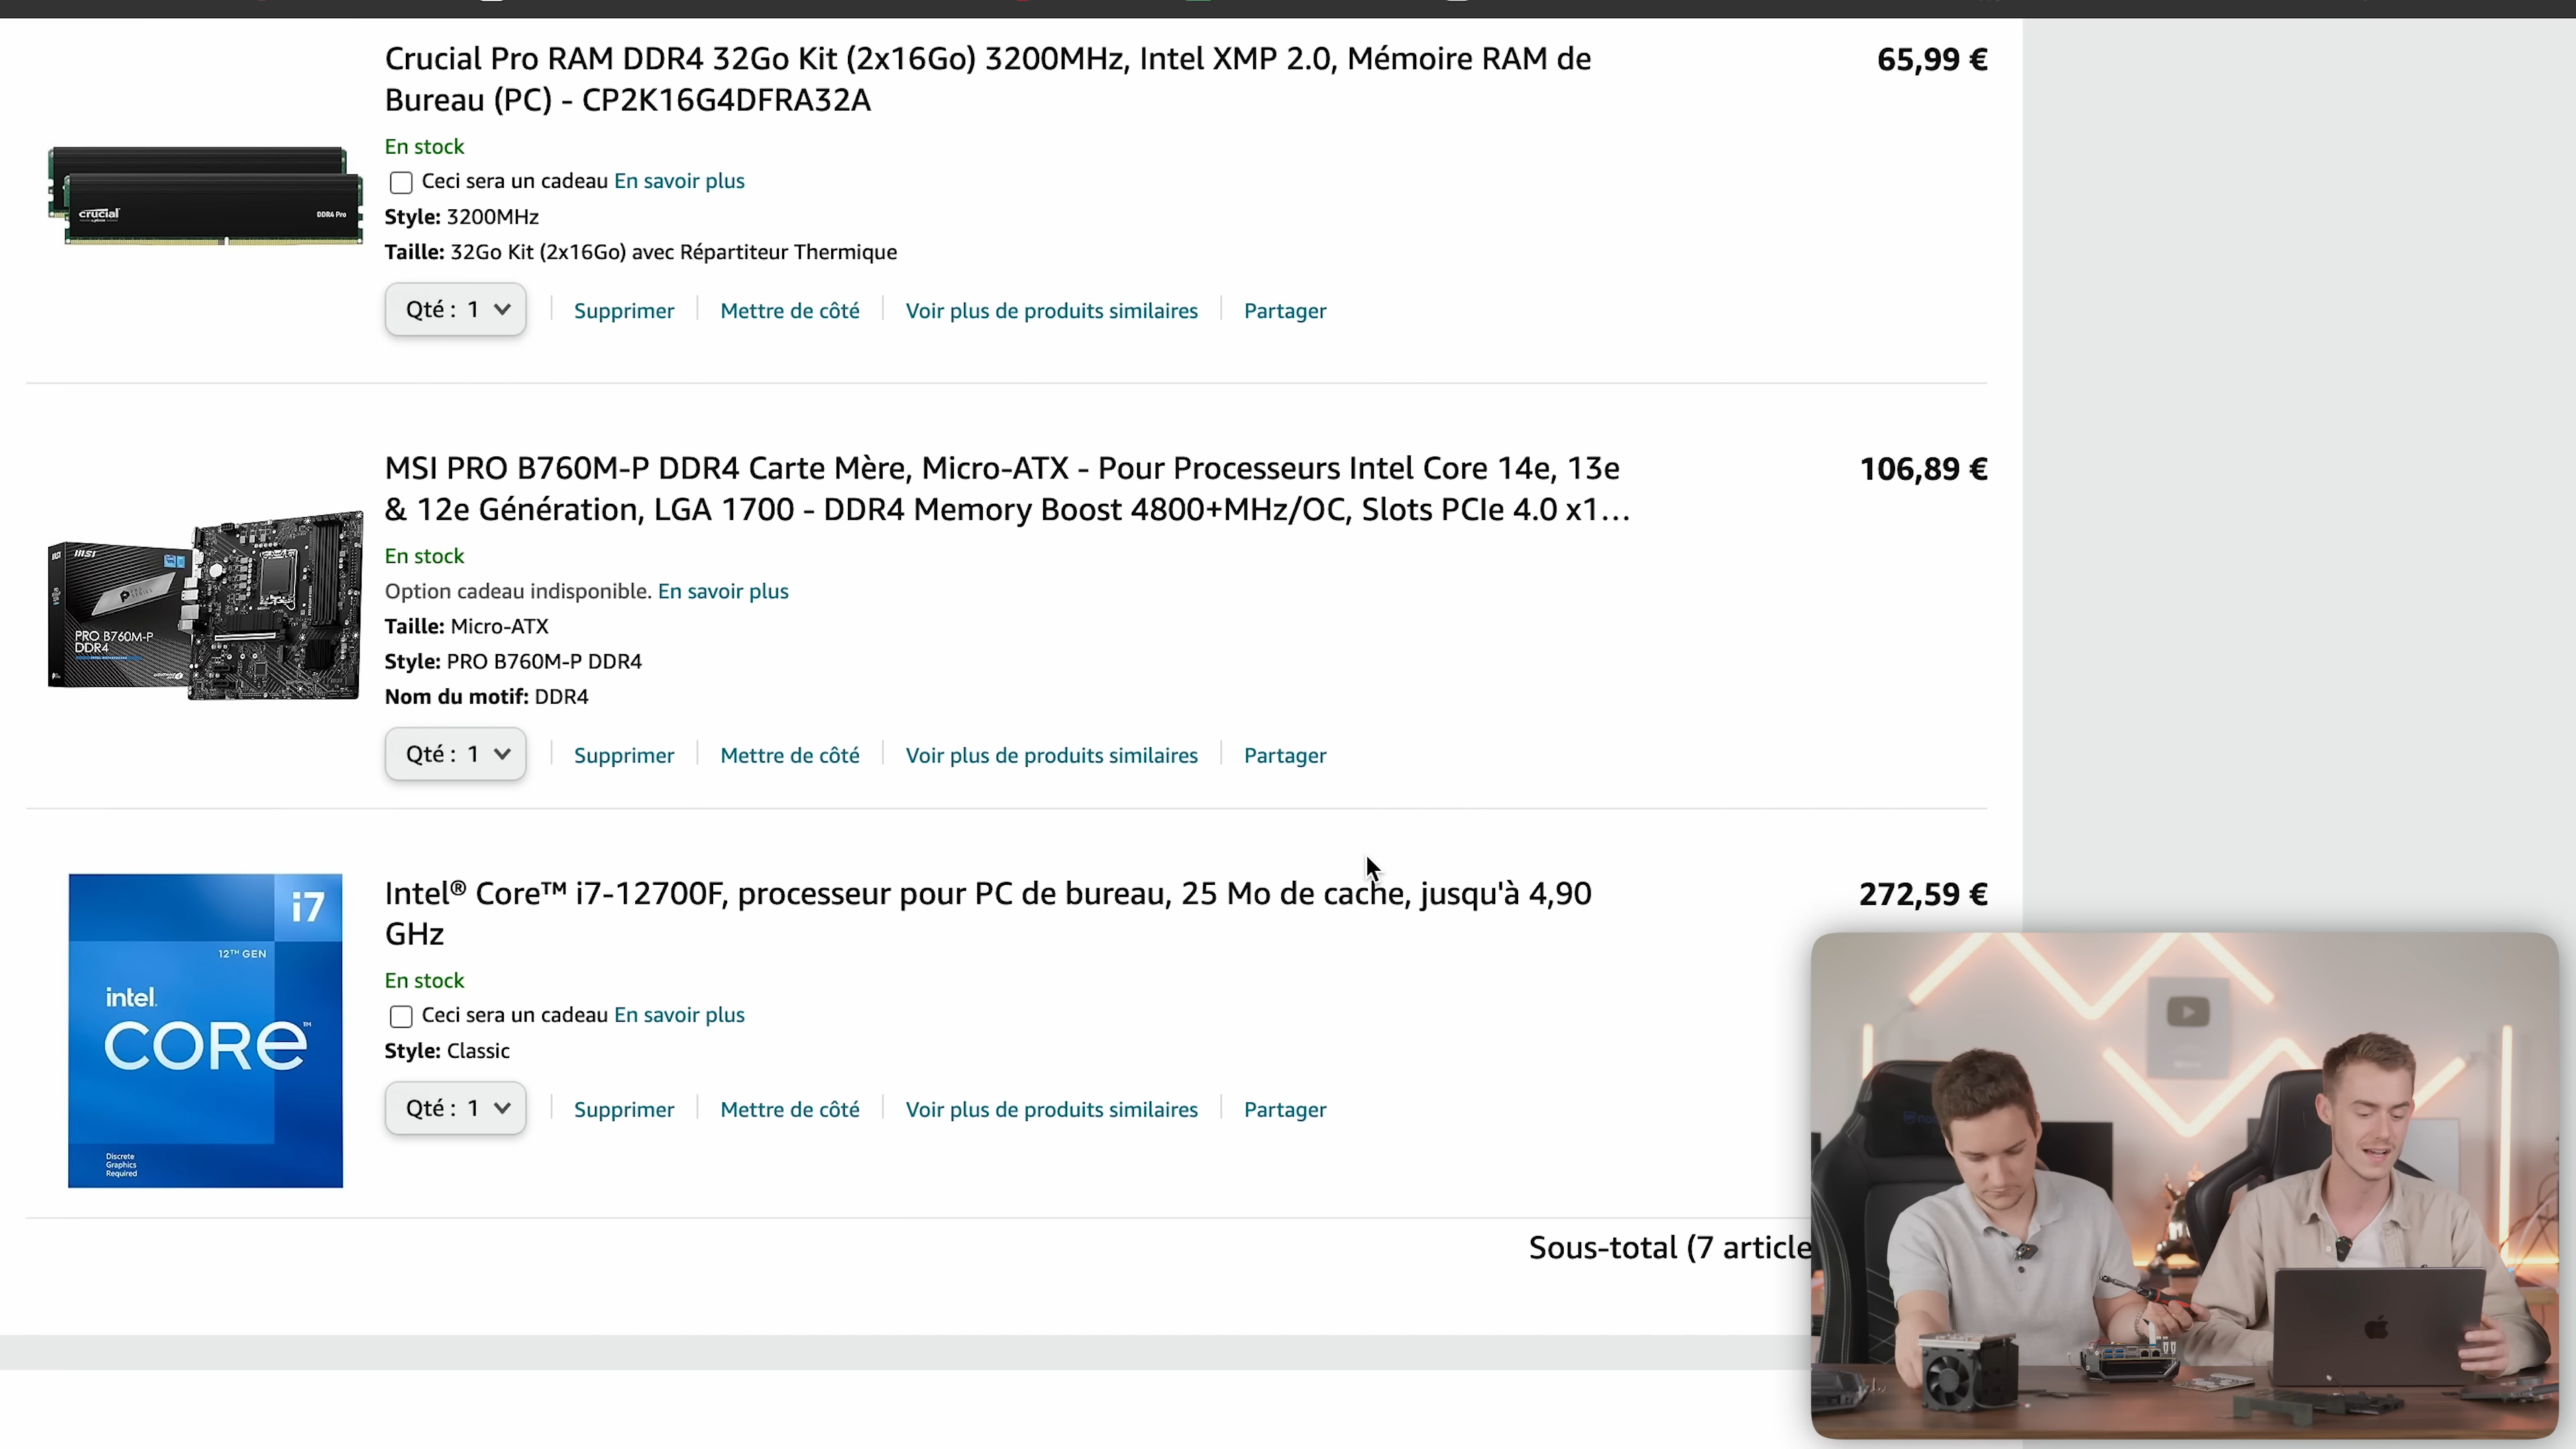 Crucial Pro RAM DDR4 32Go Kit (2x16Go) 3200MHz, Intel XMP 2.0, Mémoire RAM de
Bureau (PC) - CP2K16G4DFRA32A
65,99 €
En stock
Ceci sera un cadeau En savoir plus
Style: 3200MHz
Taille: 32Go Kit (2x16Go) avec Répartiteur Thermique
Qté : 1
Supprimer
Mettre de côté
Voir plus de produits similaires
Partager
crucial
DDR4 Pro
MSI PRO B760M-P DDR4 Carte Mère, Micro-ATX - Pour Processeurs Intel Core 14e, 13e
& 12e Génération, LGA 1700 - DDR4 Memory Boost 4800+MHz/OC, Slots PCIe 4.0 x1...
106,89 €
En stock
Option cadeau indisponible. En savoir plus
Taille: Micro-ATX
Style: PRO B760M-P DDR4
Nom du motif: DDR4
Qté : 1
Supprimer
Mettre de côté
Voir plus de produits similaires
Partager
msi
PRO B760M-P
DDR4
Intel® Core™ i7-12700F, processeur pour PC de bureau, 25 Mo de cache, jusqu'à 4,90
GHz
272,59 €
En stock
Ceci sera un cadeau En savoir plus
Style: Classic
Qté : 1
Supprimer
Mettre de côté
Voir plus de produits similaires
Partager
i7
12TH GEN
intel.
CORE™
Discrete
Graphics
Required
Sous-total (7 article